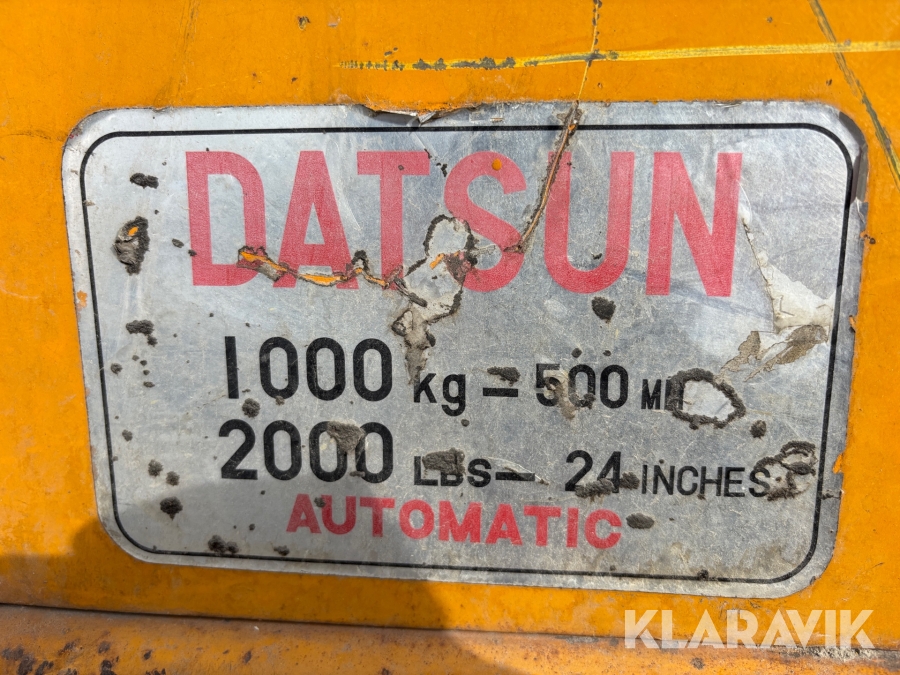 DATSUN
1000 kg - 500 MM
2000 LBS - 24 INCHES
AUTOMATIC
KLARAVIK